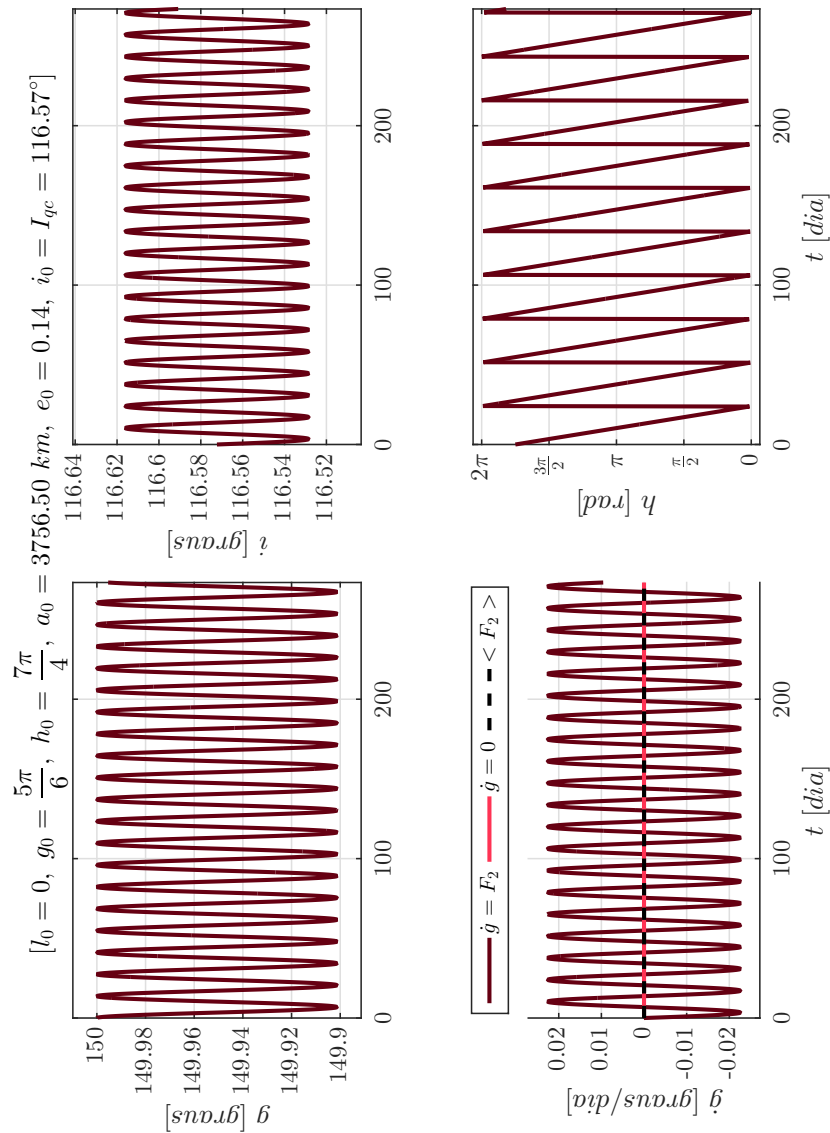 [l₀ = 0, g₀ = 5π/6, h₀ = 7π/4, a₀ = 3756.50 km, e₀ = 0.14, i₀ = I_qc = 116.57°]
g [graus]
150
149.98
149.96
149.94
149.92
149.9
0 100 200
i [graus]
116.64
116.62
116.6
116.58
116.56
116.54
116.52
0 100 200
ġ = F₂ ġ = 0 < F₂ >
ġ [graus/dia]
0.02
0.01
0
-0.01
-0.02
0 100 200
t [dia]
h [rad]
2π
3π/2
π
π/2
0
0 100 200
t [dia]